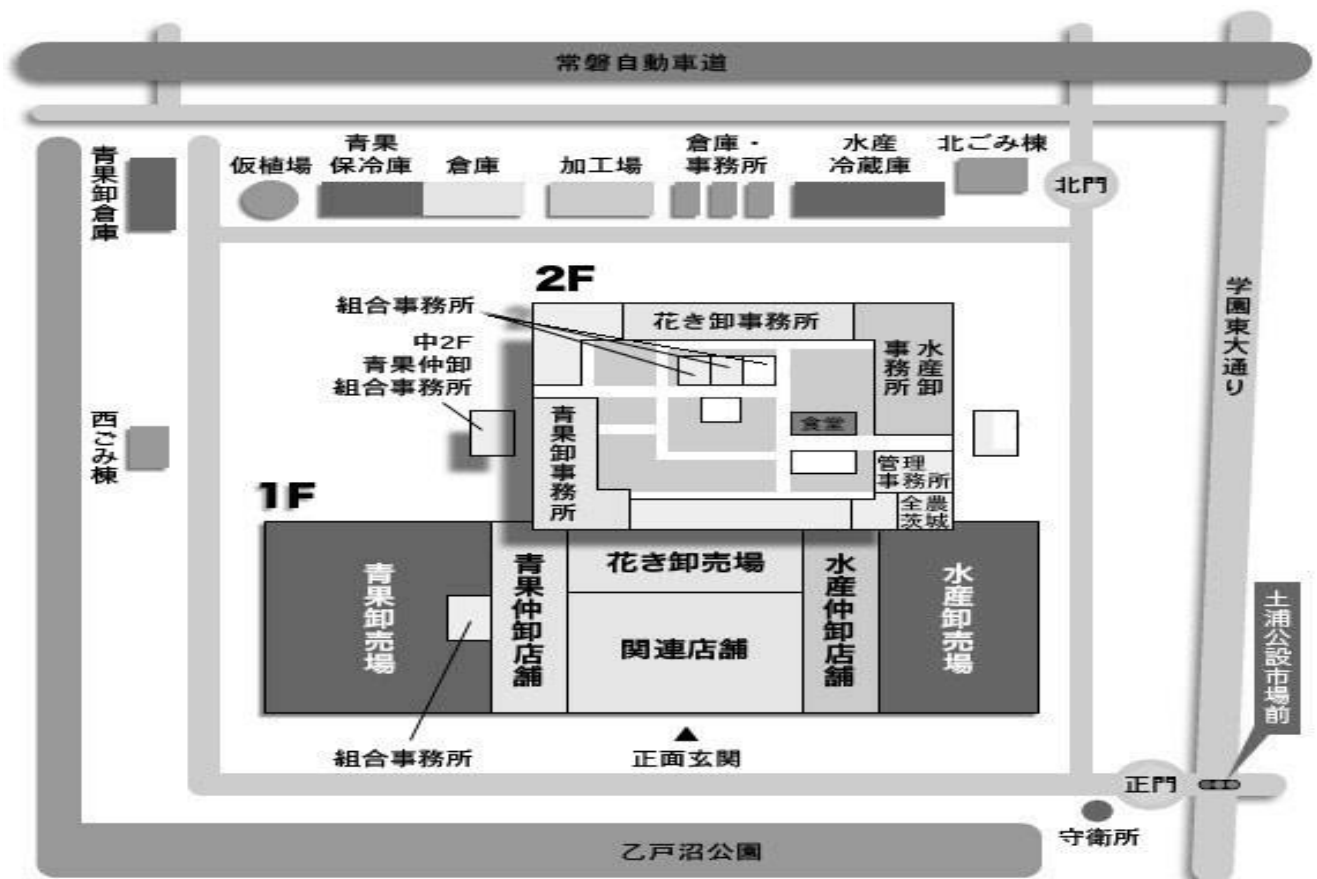 常磐自動車道
青果卸倉庫
仮植場
青果
保冷庫
倉庫
加工場
倉庫・
事務所
水産
冷蔵庫
北ごみ棟
北門
学園東大通り
2F
組合事務所
花き卸事務所
水産卸
事務所
中2F
青果仲卸
組合事務所
青果卸事務所
食堂
西ごみ棟
管理
事務所
全農
茨城
1F
青果卸売場
青果仲卸店舗
花き卸売場
関連店舗
水産仲卸店舗
水産卸売場
土浦公設市場前
組合事務所
▲
正面玄関
正門
守衛所
乙戸沼公園